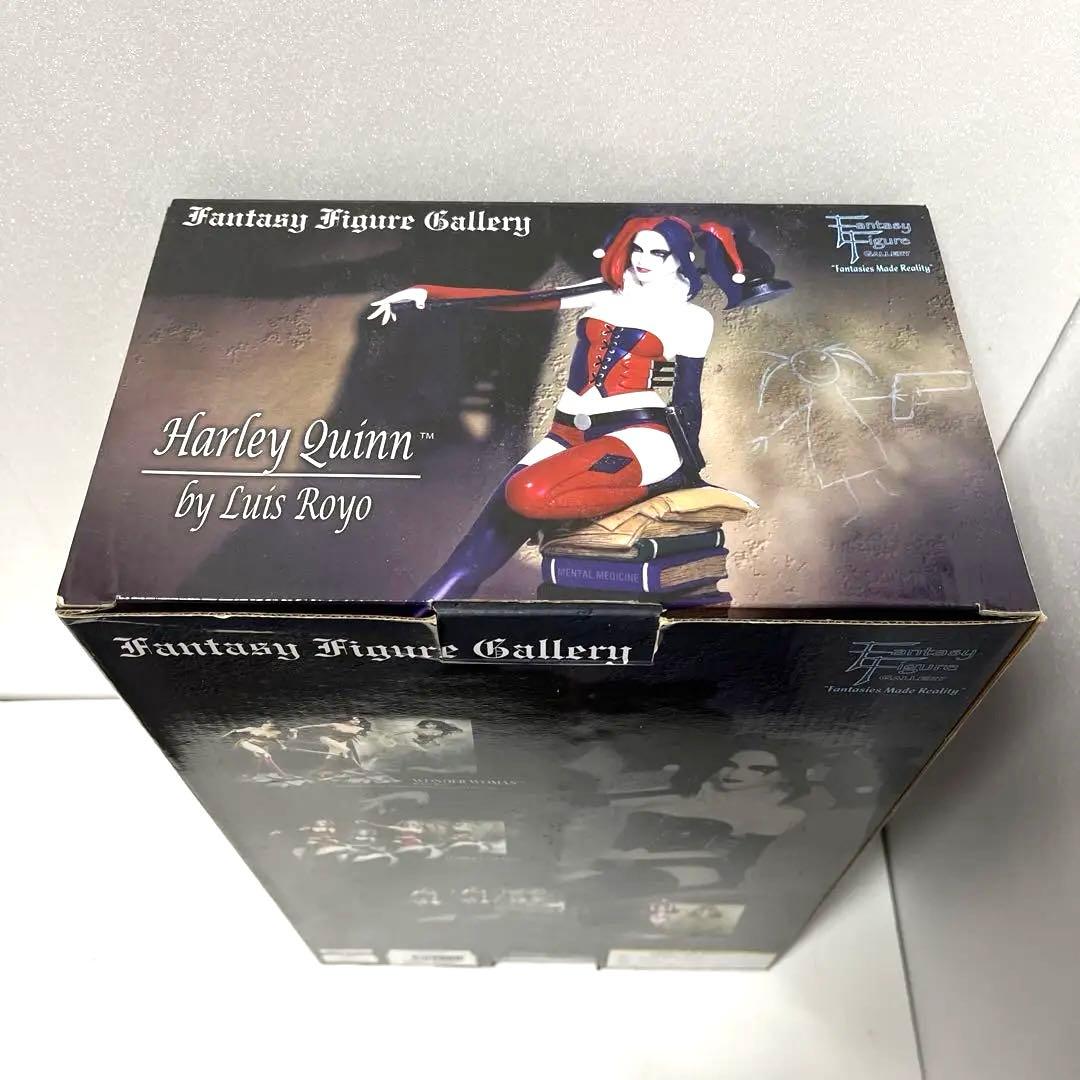 Fantasy Figure Gallery
Fantasy
Figure
GALLERY
"Fantasies Made Reality"
Harley Quinn™
by Luis Royo
MENTAL MEDICINE
Fantasy Figure Gallery
Fantasy
Figure
GALLERY
"Fantasies Made Reality"
WONDER WOMAN